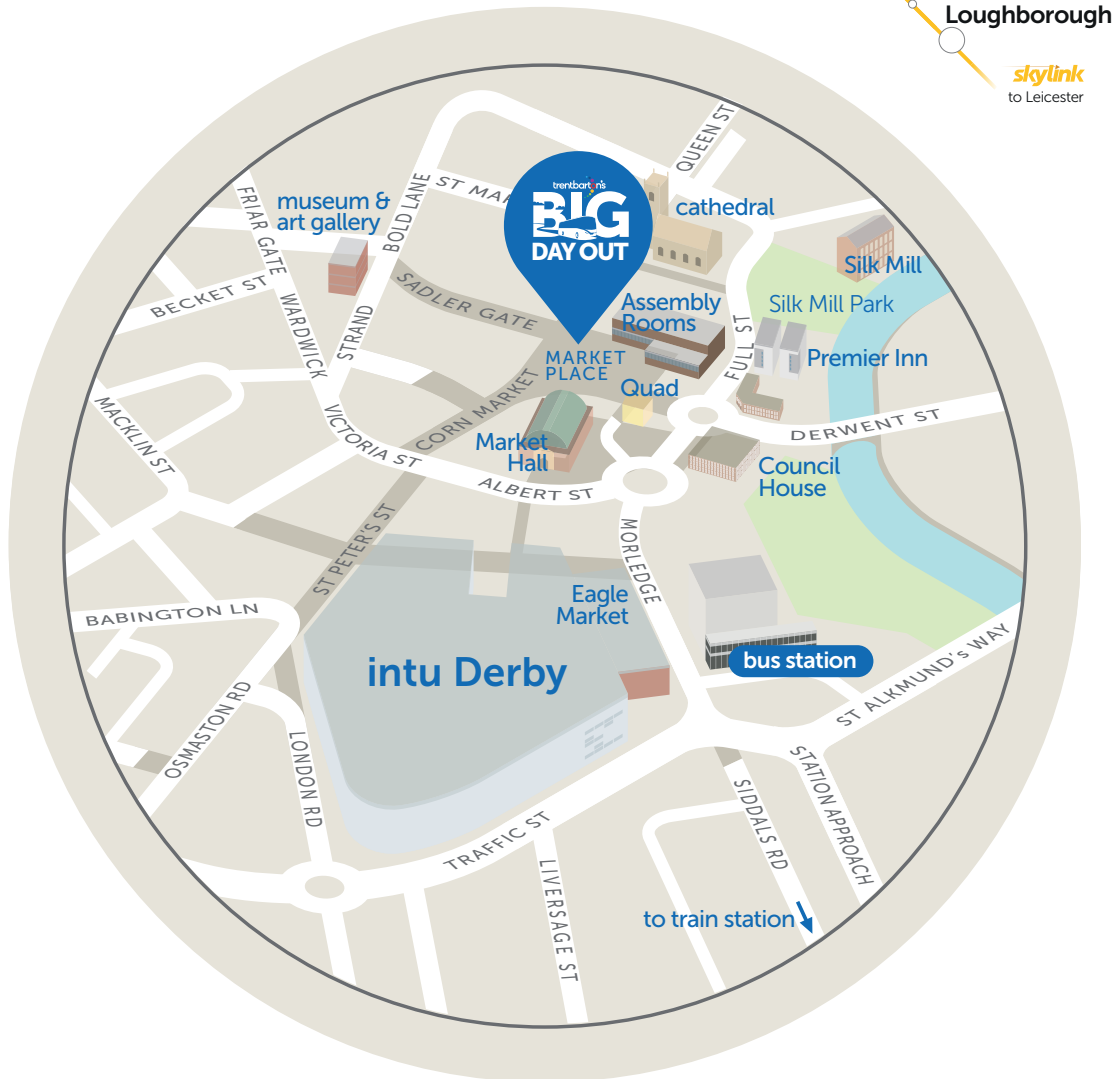 Loughborough
skylink
to Leicester
QUEEN ST
trentbarton's
BIG
DAY OUT
ST MA
BOLD LANE
museum &
art gallery
FRIAR GATE
cathedral
Silk Mill
BECKET ST
SADLER GATE
Assembly
Rooms
Silk Mill Park
WARDWICK
STRAND
FULL ST
MARKET
PLACE
Premier Inn
Quad
MACKLIN ST
CORN MARKET
VICTORIA ST
Market
Hall
DERWENT ST
Council
House
ALBERT ST
ST PETER'S ST
MORLEDGE
Eagle
Market
BABINGTON LN
intu Derby
bus station
ST ALKMUND's WAY
OSMASTON RD
LONDON RD
STATION APPROACH
SIDDALS RD
TRAFFIC ST
LIVERSAGE ST
to train station